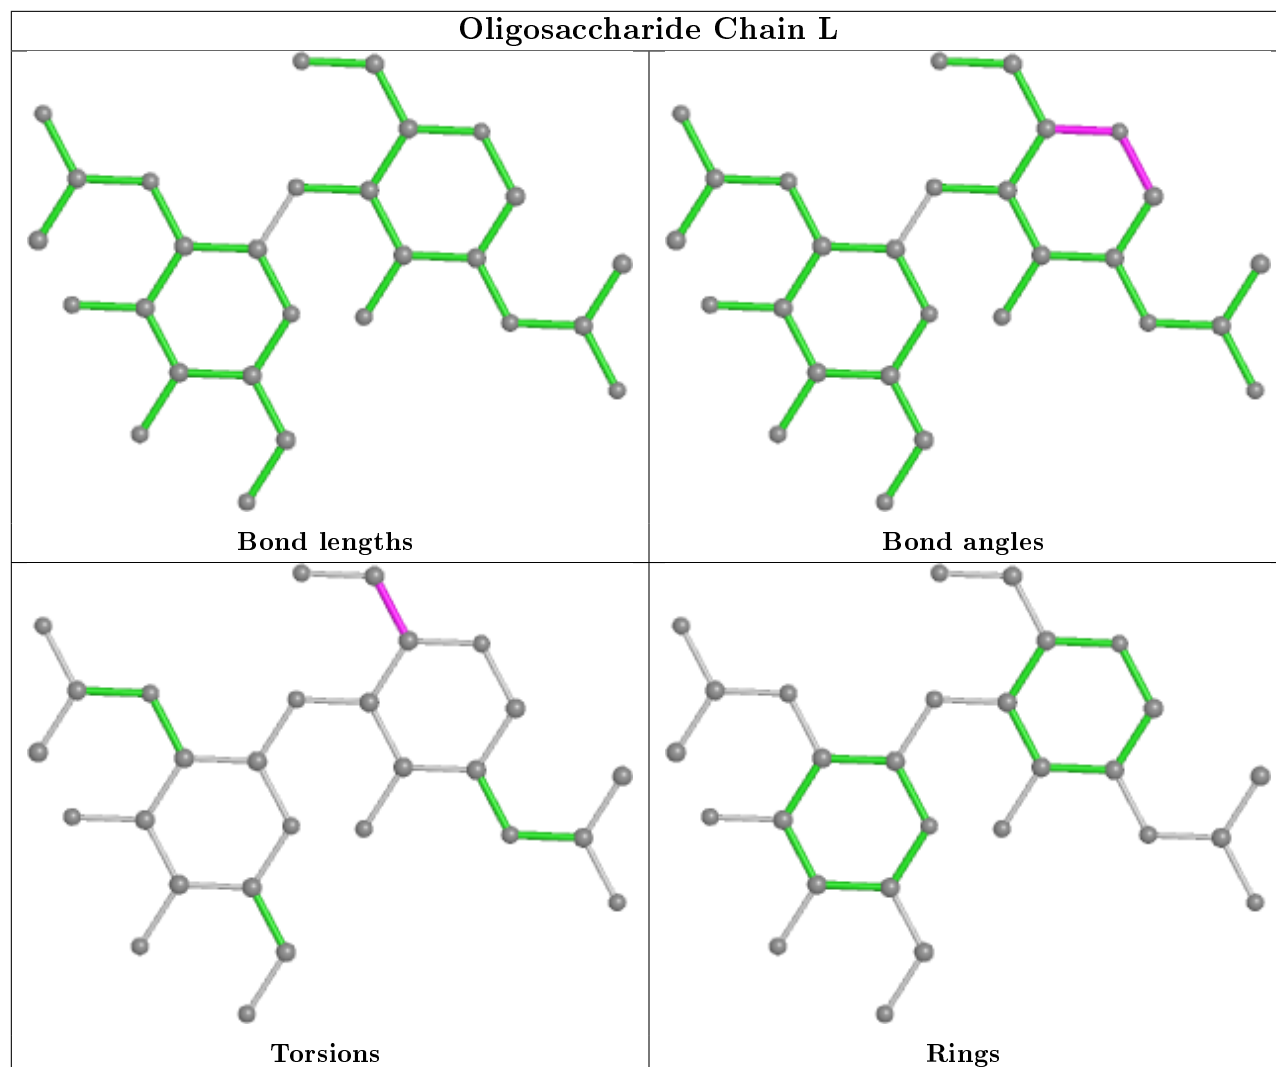 Oligosaccharide Chain L
Bond lengths
Bond angles
Torsions
Rings